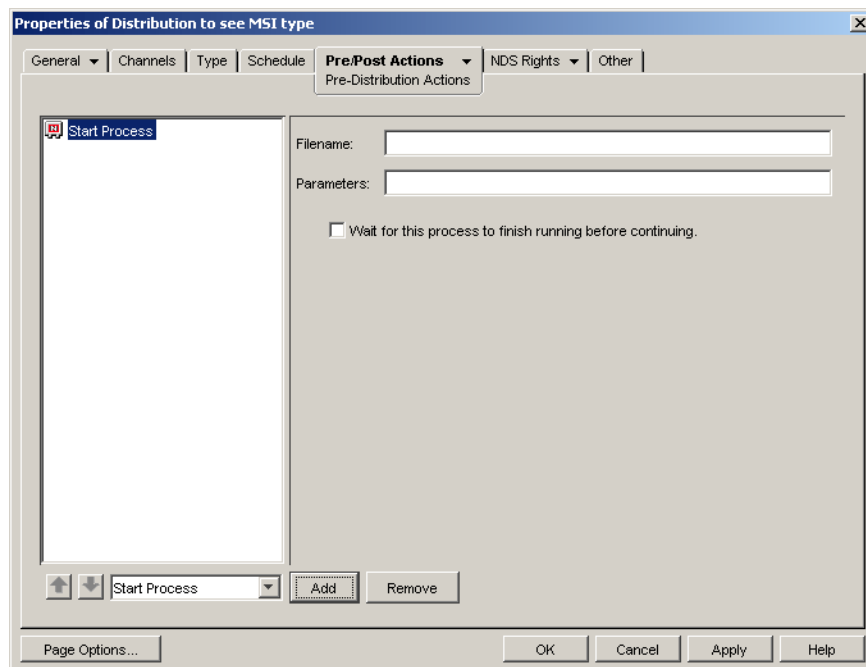 Properties of Distribution to see MSI type
General Channels Type Schedule Pre/Post Actions NDS Rights Other
Pre-Distribution Actions
Start Process
Filename:
Parameters:
Wait for this process to finish running before continuing.
Start Process Add Remove
Page Options... OK Cancel Apply Help